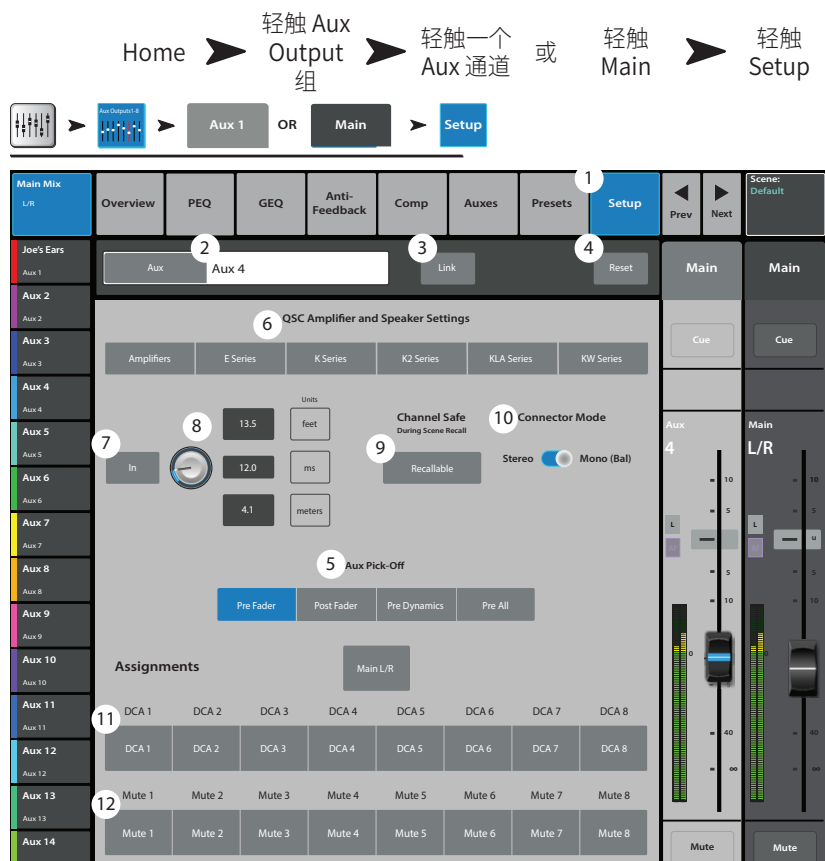 Home
轻触 Aux
Output
组
轻触一个
Aux 通道
或
轻触
Main
轻触
Setup
Aux Outputs1-8
Aux 1
OR
Main
Setup
Main Mix
L/R
Overview
PEQ
GEQ
Anti-
Feedback
Comp
Auxes
Presets
1
Setup
Prev
Next
Scene:
Default
Joe's Ears
Aux 1
Aux 2
Aux 2
Aux 3
Aux 3
Aux 4
Aux 4
Aux 5
Aux 5
Aux 6
Aux 6
Aux 7
Aux 7
Aux 8
Aux 8
Aux 9
Aux 9
Aux 10
Aux 10
Aux 11
Aux 11
Aux 12
Aux 12
Aux 13
Aux 13
Aux 14
2
Aux
Aux 4
3
Link
4
Reset
6
QSC Amplifier and Speaker Settings
Amplifiers
E Series
K Series
K2 Series
KLA Series
KW Series
7
In
8
Units
13.5
feet
12.0
ms
4.1
meters
Channel Safe
During Scene Recall
9
Recallable
10
Connector Mode
Stereo
Mono (Bal)
5
Aux Pick-Off
Pre Fader
Post Fader
Pre Dynamics
Pre All
Assignments
Main L/R
11
DCA 1 DCA 2 DCA 3 DCA 4 DCA 5 DCA 6 DCA 7 DCA 8
DCA 1 DCA 2 DCA 3 DCA 4 DCA 5 DCA 6 DCA 7 DCA 8
12
Mute 1 Mute 2 Mute 3 Mute 4 Mute 5 Mute 6 Mute 7 Mute 8
Mute 1 Mute 2 Mute 3 Mute 4 Mute 5 Mute 6 Mute 7 Mute 8
Main
Cue
Aux
4
10
5
L
5
10
0
40
∞
Mute
Main
Cue
Main
L/R
10
5
L
u
5
10
0
40
∞
Mute